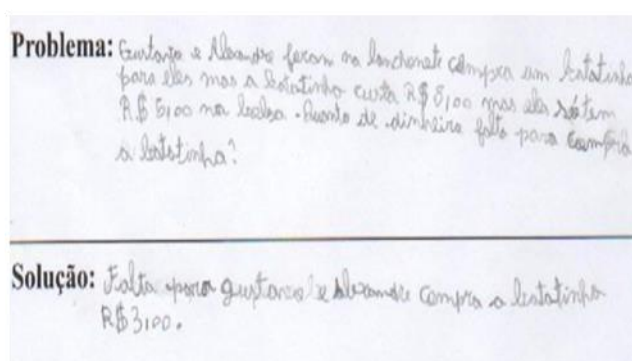 Problema: Gustavo e Alexandre foram na lanchonete compra um batatinha
para eles mas a batatinha custa R$ 8,00 mas eles só tem
R$ 5,00 no bolso. Quanto de dinheiro falta para compra
a batatinha?
Solução: Falta para gustavo e Alexandre compra a batatinha
R$3,00.